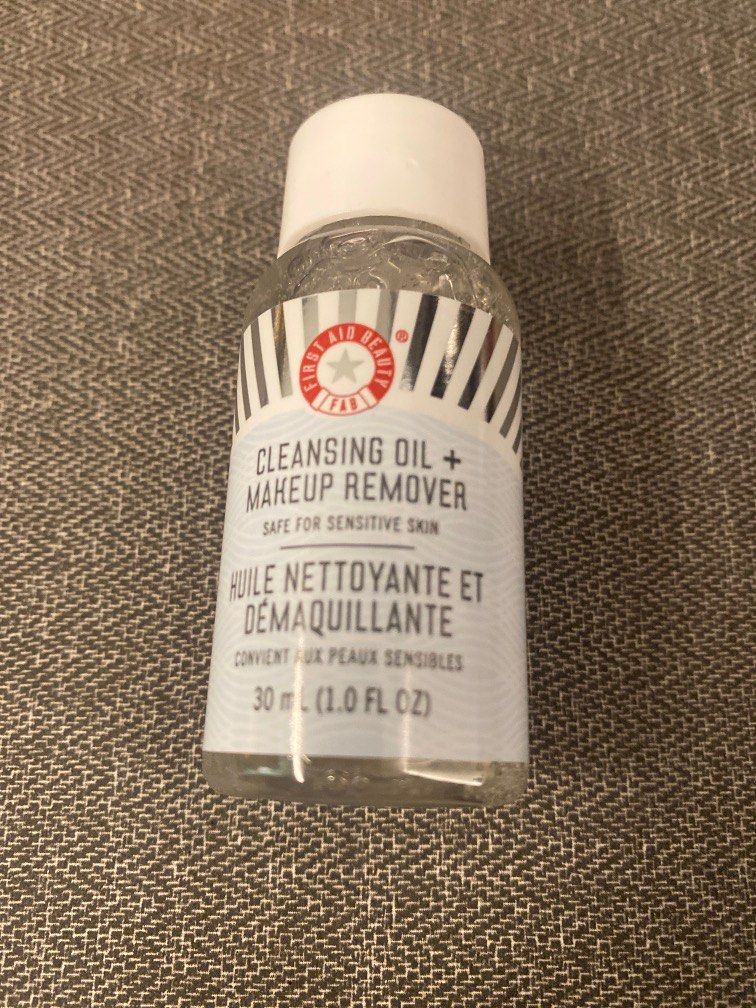 FIRST AID BEAUTY
®
FAB
CLEANSING OIL +
MAKEUP REMOVER
SAFE FOR SENSITIVE SKIN
HUILE NETTOYANTE ET
DÉMAQUILLANTE
CONVIENT AUX PEAUX SENSIBLES
30 mL (1.0 FL OZ)